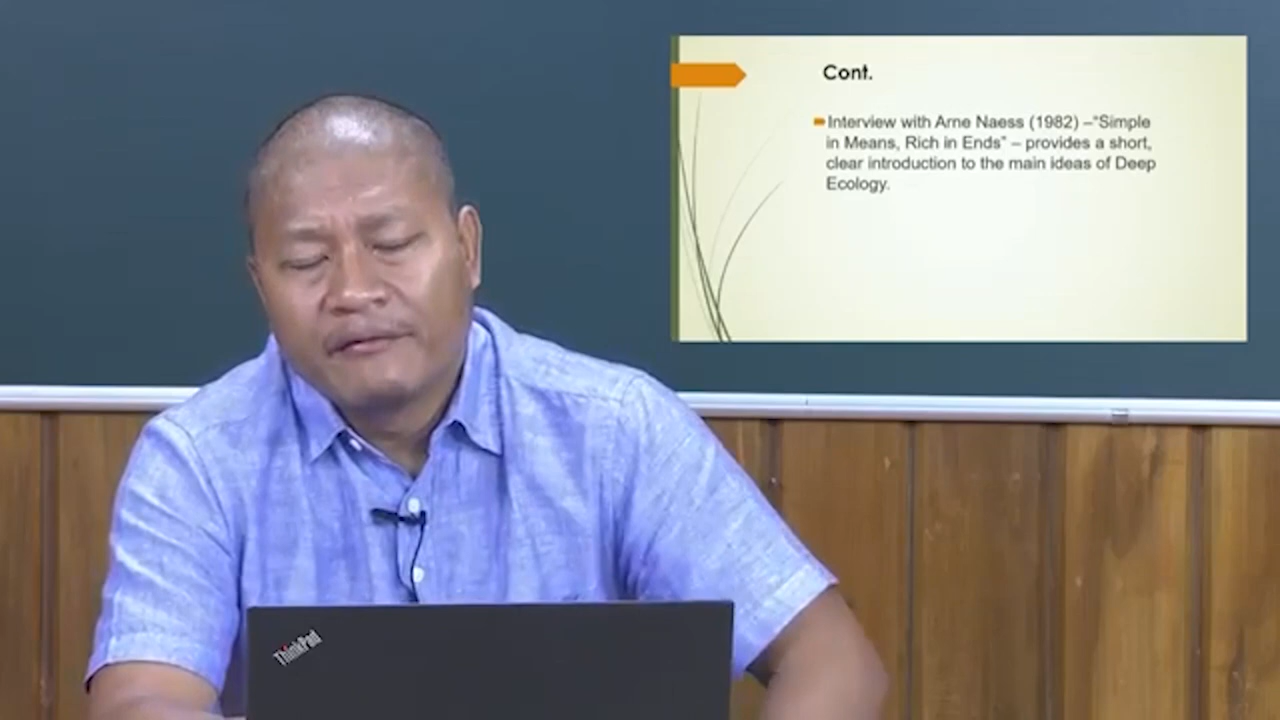 Cont.
Interview with Arne Naess (1982) –“Simple
in Means, Rich in Ends” – provides a short,
clear introduction to the main ideas of Deep
Ecology.
ThinkPad